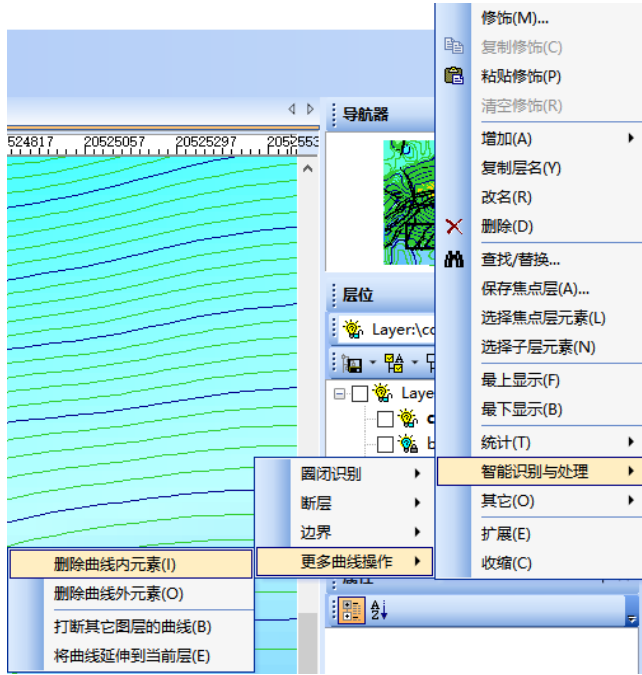 修饰(M)...
复制修饰(C)
粘贴修饰(P)
清空修饰(R)
增加(A)
复制层名(Y)
改名(R)
删除(D)
查找/替换...
保存焦点层(A)...
选择焦点层元素(L)
选择子层元素(N)
最上显示(F)
最下显示(B)
统计(T)
智能识别与处理
其它(O)
扩展(E)
收缩(C)
导航器
524817 20525057 20525297 2052553
层位
Layer:\co
Laye
b
圈闭识别
断层
边界
更多曲线操作
删除曲线内元素(I)
删除曲线外元素(O)
打断其它图层的曲线(B)
将曲线延伸到当前层(E)